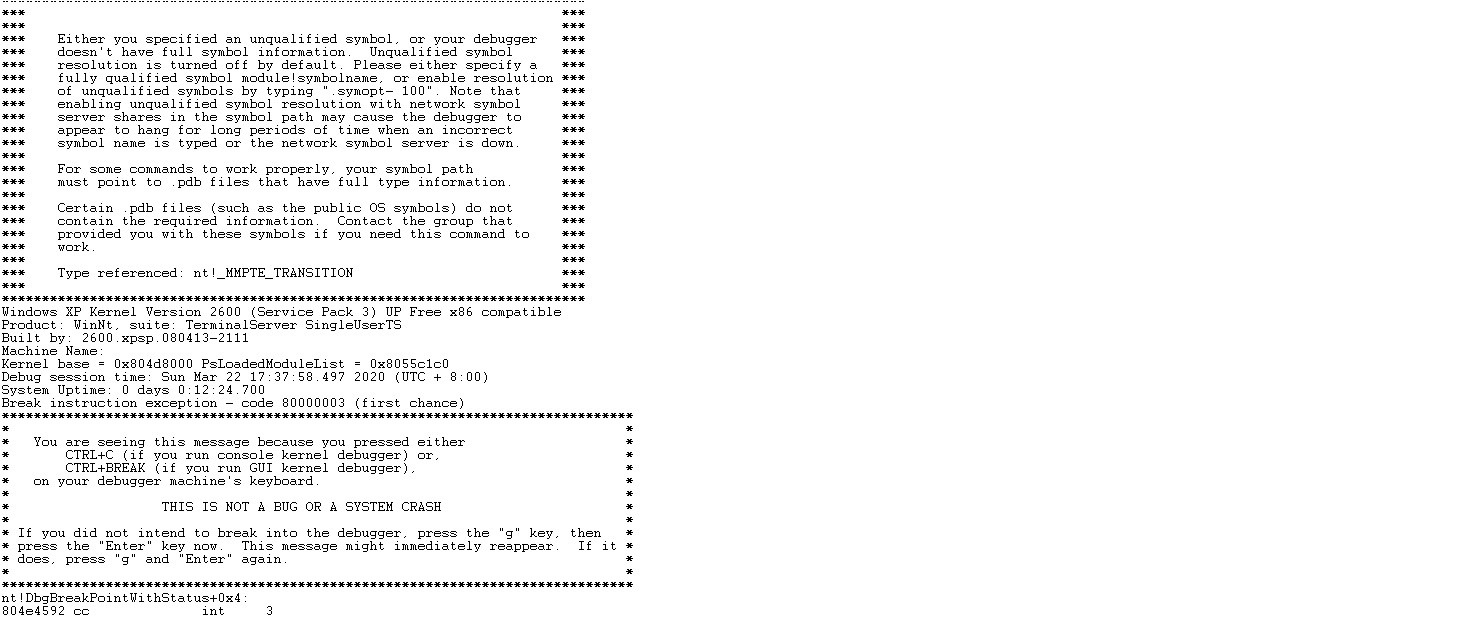 ***                                                                   ***
***                                                                   ***
***    Either you specified an unqualified symbol, or your debugger   ***
***    doesn't have full symbol information.  Unqualified symbol      ***
***    resolution is turned off by default. Please either specify a   ***
***    fully qualified symbol module!symbolname, or enable resolution ***
***    of unqualified symbols by typing ".symopt- 100". Note that     ***
***    enabling unqualified symbol resolution with network symbol     ***
***    server shares in the symbol path may cause the debugger to     ***
***    appear to hang for long periods of time when an incorrect      ***
***    symbol name is typed or the network symbol server is down.     ***
***                                                                   ***
***    For some commands to work properly, your symbol path           ***
***    must point to .pdb files that have full type information.      ***
***                                                                   ***
***    Certain .pdb files (such as the public OS symbols) do not      ***
***    contain the required information.  Contact the group that      ***
***    provided you with these symbols if you need this command to    ***
***    work.                                                          ***
***                                                                   ***
***    Type referenced: nt!_MMPTE_TRANSITION                          ***
***                                                                   ***
*************************************************************************
Windows XP Kernel Version 2600 (Service Pack 3) UP Free x86 compatible
Product: WinNt, suite: TerminalServer SingleUserTS
Built by: 2600.xpsp.080413-2111
Machine Name:
Kernel base = 0x804d8000 PsLoadedModuleList = 0x8055c1c0
Debug session time: Sun Mar 22 17:37:58.497 2020 (UTC + 8:00)
System Uptime: 0 days 0:12:24.700
Break instruction exception - code 80000003 (first chance)
*******************************************************************************
*                                                                             *
*   You are seeing this message because you pressed either                    *
*       CTRL+C (if you run console kernel debugger) or,                       *
*       CTRL+BREAK (if you run GUI kernel debugger),                          *
*   on your debugger machine's keyboard.                                      *
*                                                                             *
*                   THIS IS NOT A BUG OR A SYSTEM CRASH                       *
*                                                                             *
* If you did not intend to break into the debugger, press the "g" key, then   *
* press the "Enter" key now.  This message might immediately reappear.  If it *
* does, press "g" and "Enter" again.                                          *
*                                                                             *
*******************************************************************************
nt!DbgBreakPointWithStatus+0x4:
804e4592 cc              int     3